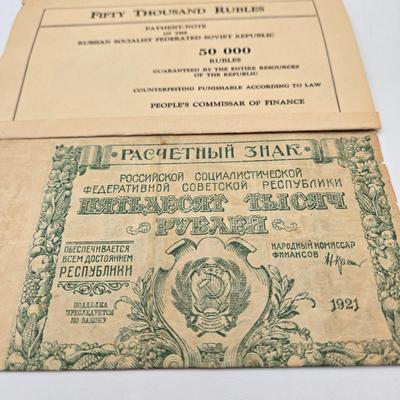 FIFTY THOUSAND RUBLES
PAYMENT-NOTE
OF THE
RUSSIAN SOCIALIST FEDERATED SOVIET REPUBLIC
50 000
RUBLES
GUARANTEED BY THE ENTIRE RESOURCES
OF THE REPUBLIC
COUNTERFEITING PUNISHABLE ACCORDING TO LAW
PEOPLE'S COMMISSAR OF FINANCE
РАСЧЕТНЫЙ ЗНАК
РОССИЙСКОЙ СОЦИАЛИСТИЧЕСКОЙ
ФЕДЕРАТИВНОЙ СОВЕТСКОЙ РЕСПУБЛИКИ
ПЯТЬДЕСЯТ ТЫСЯЧ
РУБЛЕЙ
ОБЕСПЕЧИВАЕТСЯ
ВСЕМ ДОСТОЯНИЕМ
РЕСПУБЛИКИ
НАРОДНЫЙ КОМИССАР
ФИНАНСОВ
ПОДДЕЛКА
ПРЕСЛЕДУЕТСЯ
ПО ЗАКОНУ
1921